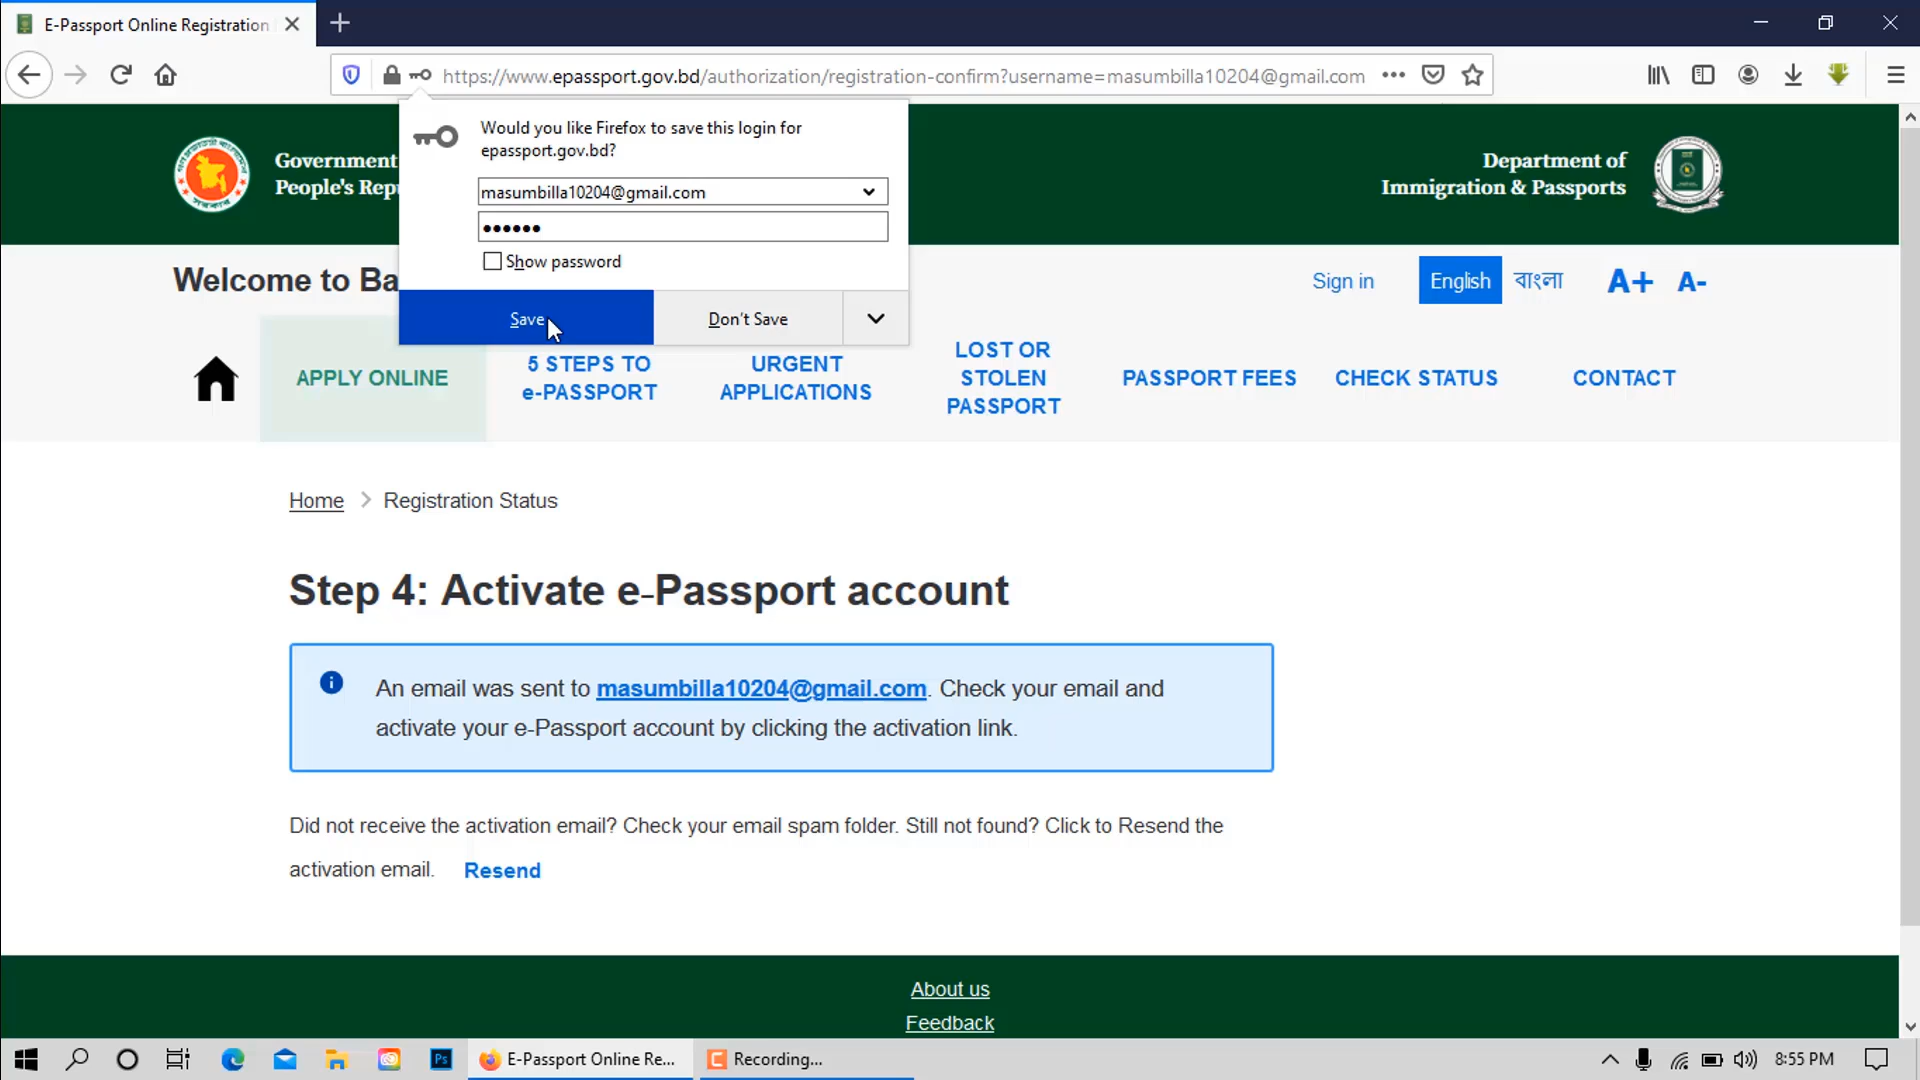 E-Passport Online Registration
https://www.epassport.gov.bd/authorization/registration-confirm?username=masumbilla10204@gmail.com
Would you like Firefox to save this login for
epassport.gov.bd?
masumbilla10204@gmail.com
••••••
Show password
Save
Don't Save
Government
People's Repu
Department of
Immigration & Passports
Welcome to Ba
Sign in
English
বাংলা
A+
A-
APPLY ONLINE
5 STEPS TO
e-PASSPORT
URGENT
APPLICATIONS
LOST OR
STOLEN
PASSPORT
PASSPORT FEES
CHECK STATUS
CONTACT
Home > Registration Status
Step 4: Activate e-Passport account
An email was sent to masumbilla10204@gmail.com. Check your email and
activate your e-Passport account by clicking the activation link.
Did not receive the activation email? Check your email spam folder. Still not found? Click to Resend the
activation email. Resend
About us
Feedback
Ps
E-Passport Online Re...
Recording...
8:55 PM